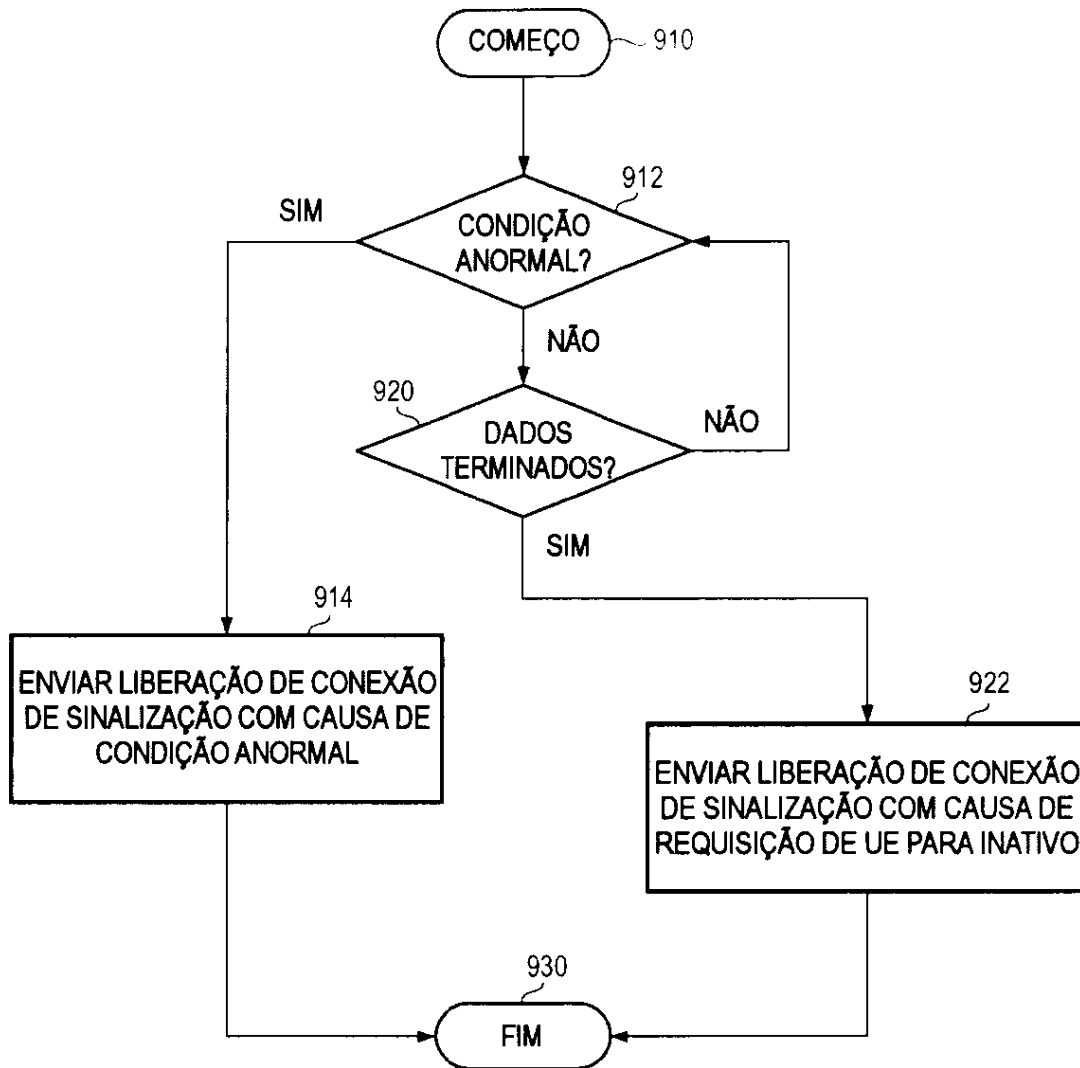 COMEÇO
910
912
SIM
CONDIÇÃO
ANORMAL?
NÃO
920
DADOS
TERMINADOS?
NÃO
SIM
914
ENVIAR LIBERAÇÃO DE CONEXÃO
DE SINALIZAÇÃO COM CAUSA DE
CONDIÇÃO ANORMAL
922
ENVIAR LIBERAÇÃO DE CONEXÃO
DE SINALIZAÇÃO COM CAUSA DE
REQUISIÇÃO DE UE PARA INATIVO
930
FIM